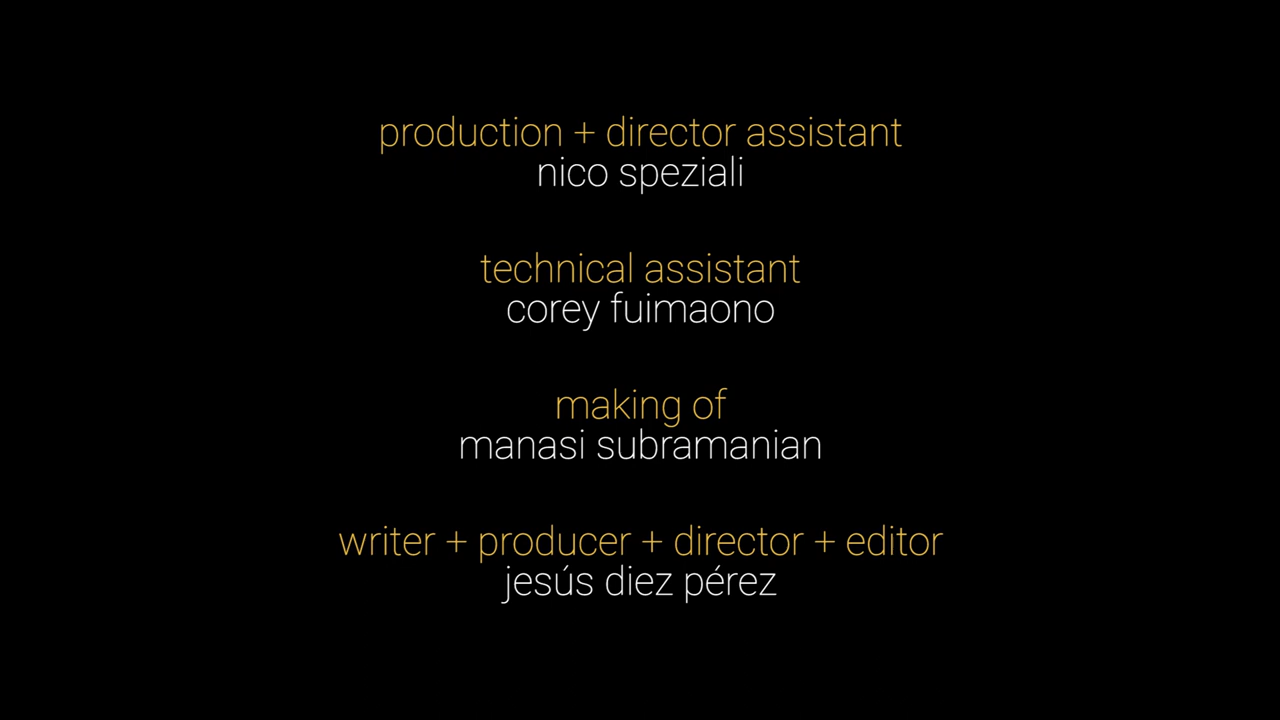 production + director assistant
nico speziali
technical assistant
corey fuimaono
making of
manasi subramanian
writer + producer + director + editor
jesús diez pérez